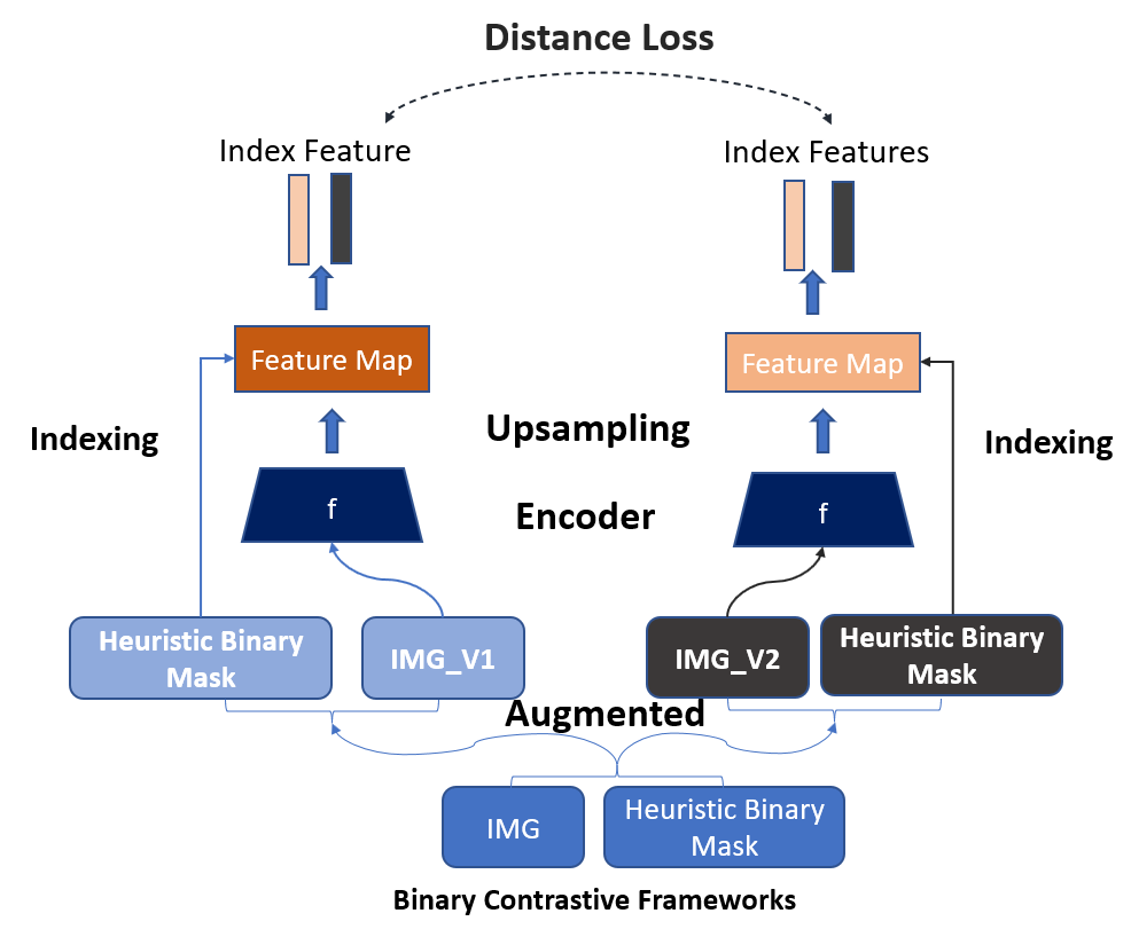 Distance Loss
Index Feature
Index Features
Feature Map
Feature Map
Indexing
Upsampling
Indexing
f
Encoder
f
Heuristic Binary
Mask
IMG_V1
IMG_V2
Heuristic Binary
Mask
Augmented
IMG
Heuristic Binary
Mask
Binary Contrastive Frameworks